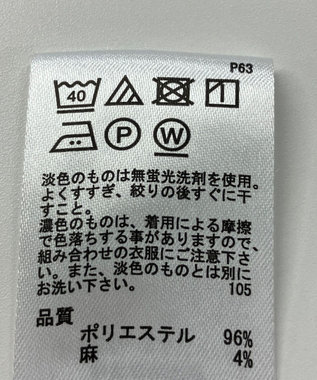 P63
40
P W
淡色のものは無蛍光洗剤を使用。
よくすすぎ、絞りの後すぐに干
すこと。
濃色のものは、着用による摩擦
で色落ちする事がありますので、
組み合わせの衣服にご注意下さ
い。また、淡色のものとは別に
お洗い下さい。 105
品質
ポリエステル 96%
麻 4%